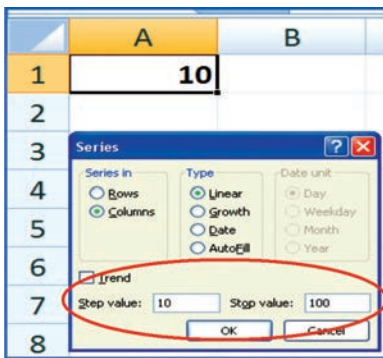 A B
1 10
2
3
4
5
6
7
8
Series ? X
Series in Type Date unit
Rows Linear Day
Columns Growth Weekday
Date Month
AutoFill Year
Trend
Step value: 10 Stop value: 100
OK Cancel